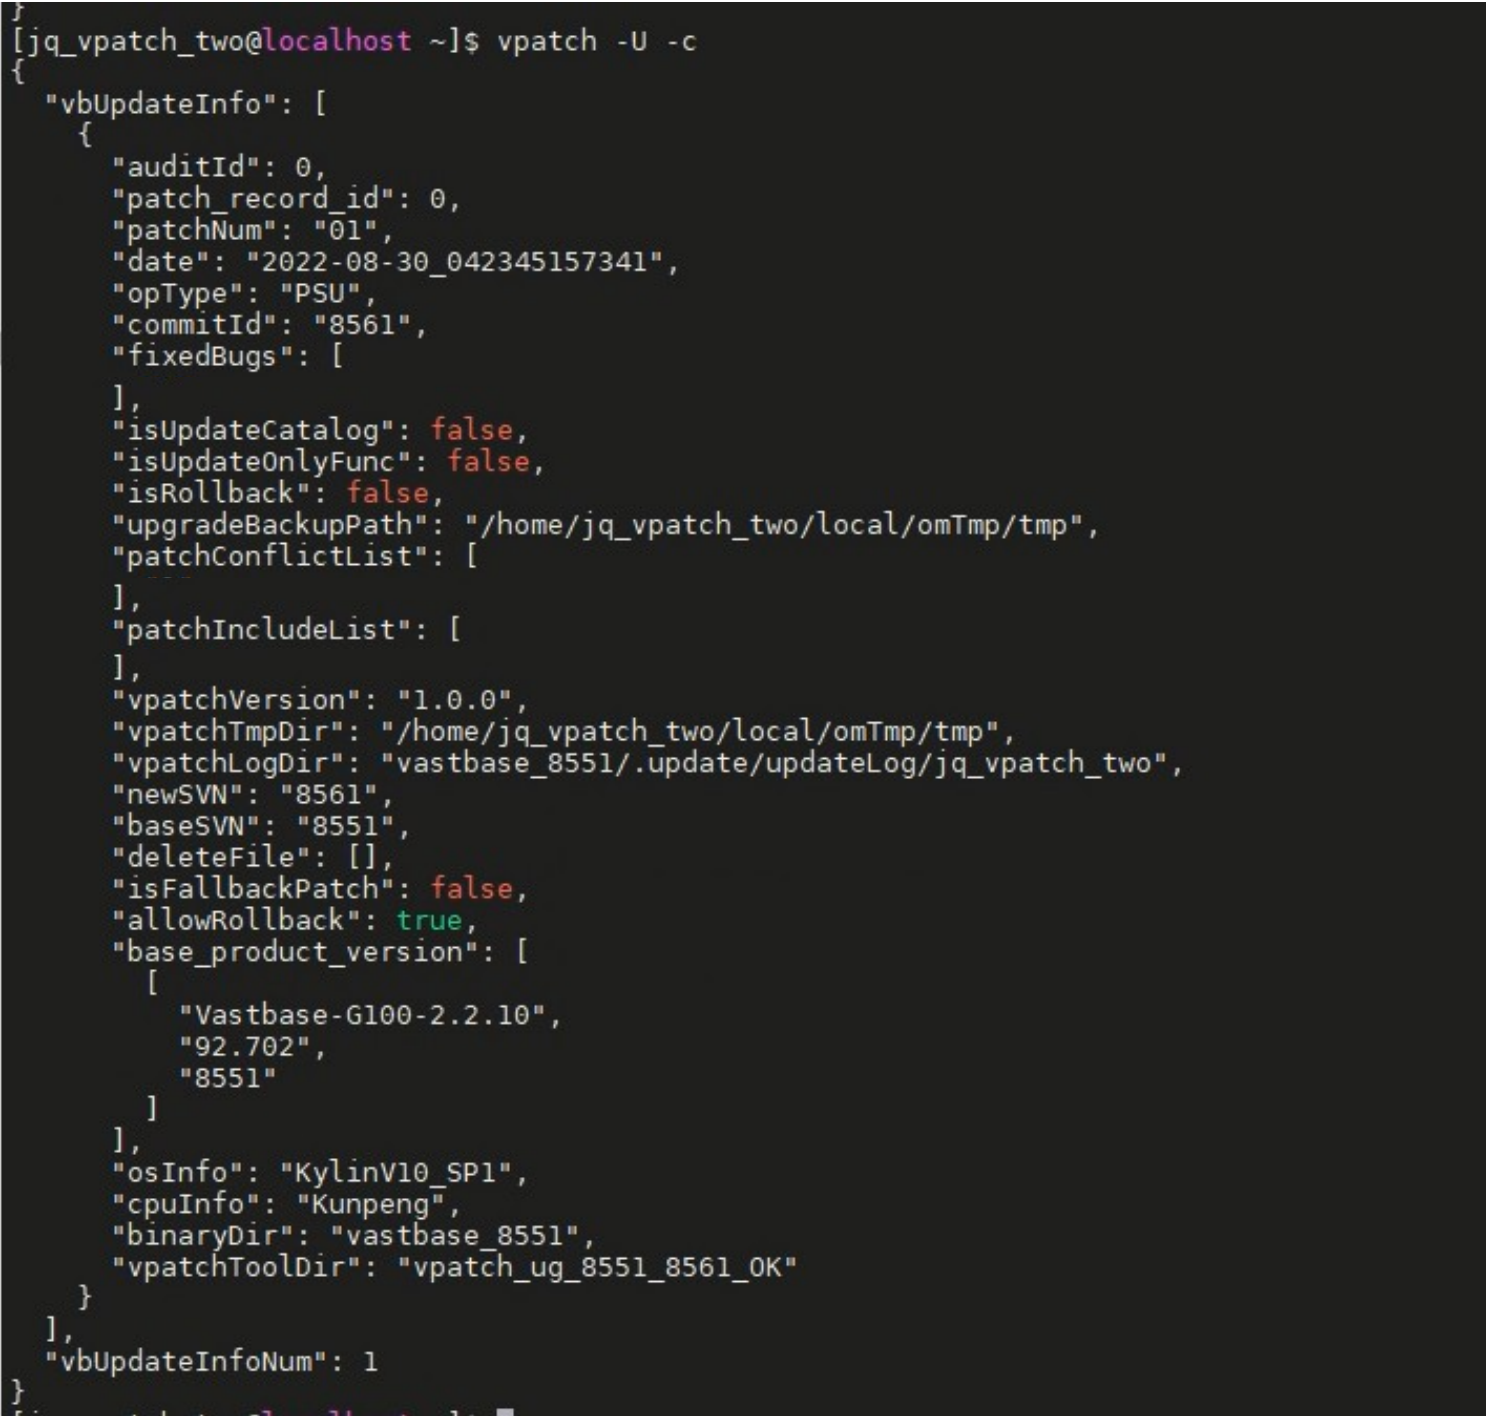 }
[jq_vpatch_two@localhost ~]$ vpatch -U -c
{
  "vbUpdateInfo": [
    {
      "auditId": 0,
      "patch_record_id": 0,
      "patchNum": "01",
      "date": "2022-08-30_042345157341",
      "opType": "PSU",
      "commitId": "8561",
      "fixedBugs": [
      ],
      "isUpdateCatalog": false,
      "isUpdateOnlyFunc": false,
      "isRollback": false,
      "upgradeBackupPath": "/home/jq_vpatch_two/local/omTmp/tmp",
      "patchConflictList": [
      ],
      "patchIncludeList": [
      ],
      "vpatchVersion": "1.0.0",
      "vpatchTmpDir": "/home/jq_vpatch_two/local/omTmp/tmp",
      "vpatchLogDir": "vastbase_8551/.update/updateLog/jq_vpatch_two",
      "newSVN": "8561",
      "baseSVN": "8551",
      "deleteFile": [],
      "isFallbackPatch": false,
      "allowRollback": true,
      "base_product_version": [
        [
          "Vastbase-G100-2.2.10",
          "92.702",
          "8551"
        ]
      ],
      "osInfo": "KylinV10_SP1",
      "cpuInfo": "Kunpeng",
      "binaryDir": "vastbase_8551",
      "vpatchToolDir": "vpatch_ug_8551_8561_OK"
    }
  ],
  "vbUpdateInfoNum": 1
}